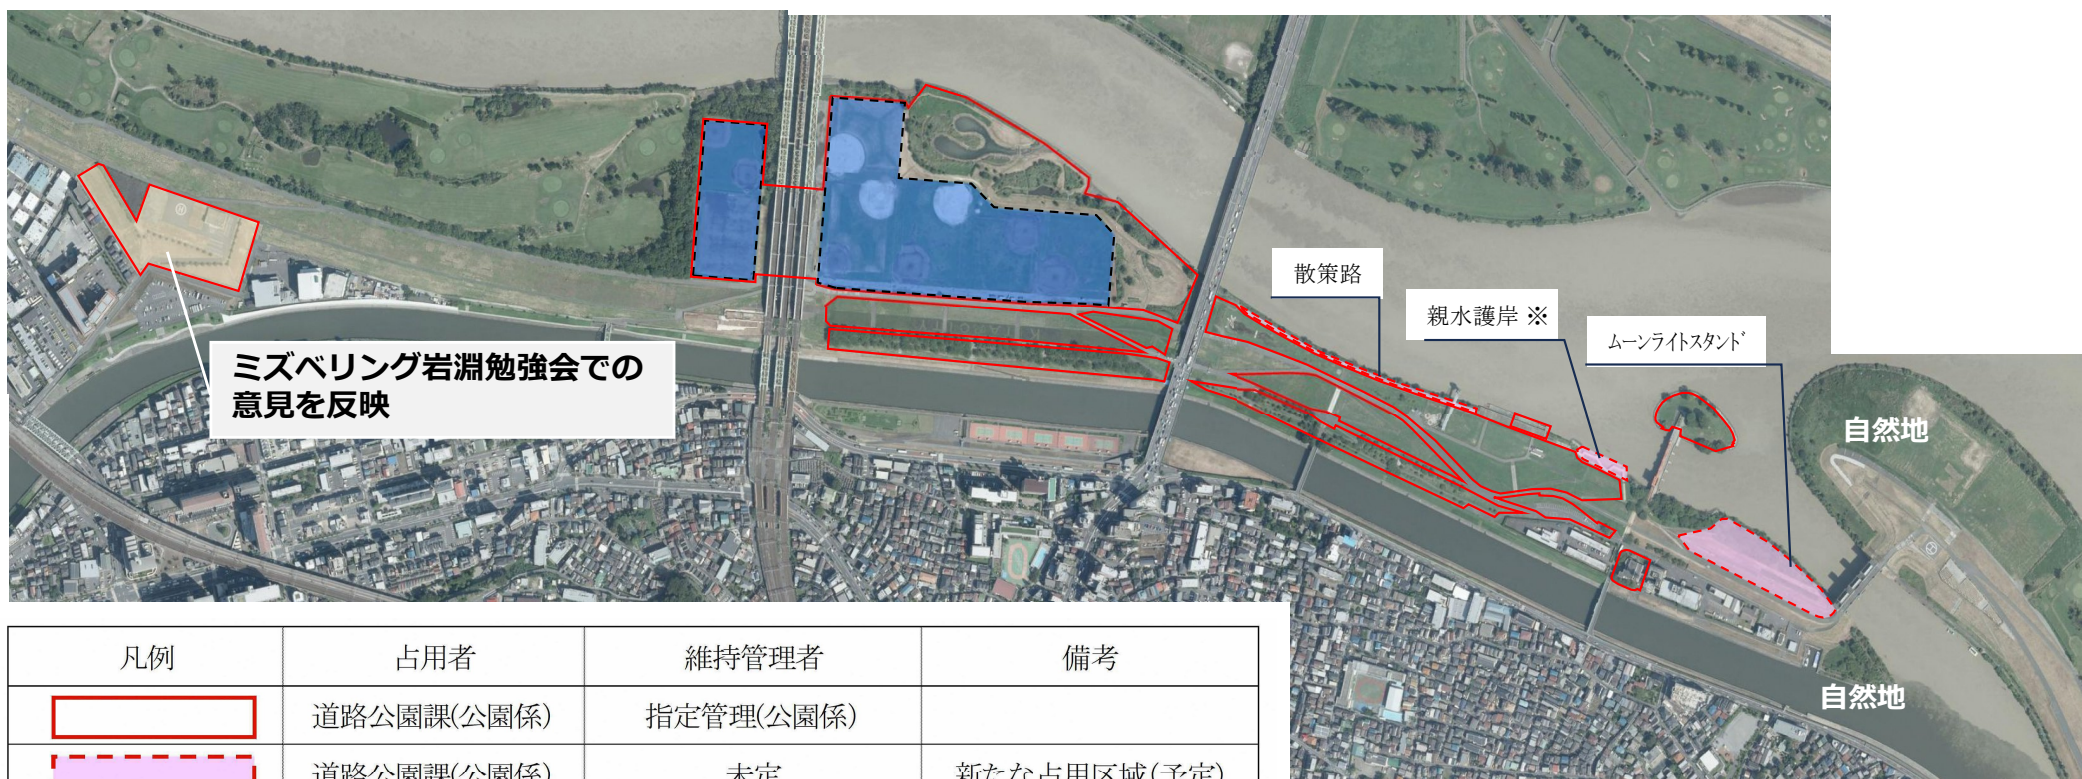 散策路
親水護岸 ※
ムーンライトスタンド
自然地
ミズベリング岩淵勉強会での
意見を反映
自然地
凡例 占用者 維持管理者 備考
道路公園課(公園係) 指定管理(公園係)
道路公園課(公園係) 未定 新たな占用区域(予定)